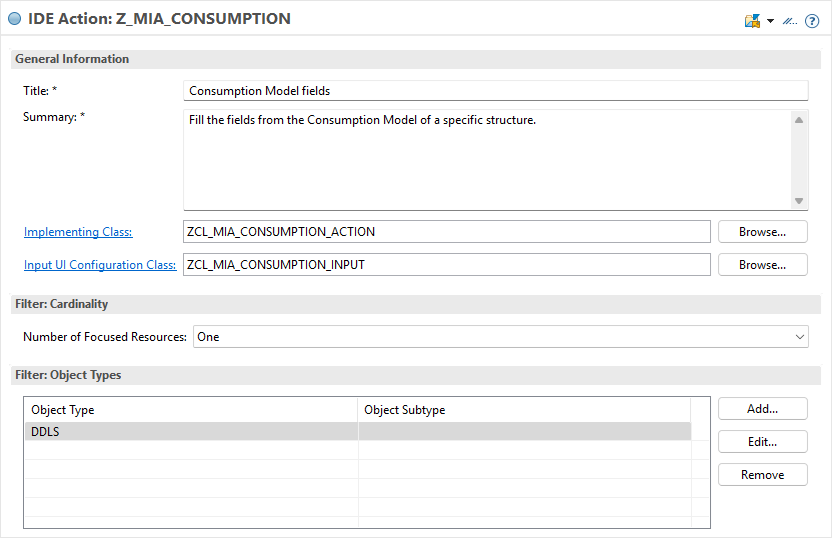 IDE Action: Z_MIA_CONSUMPTION
General Information
Title: *
Consumption Model fields
Summary: *
Fill the fields from the Consumption Model of a specific structure.
Implementing Class:
ZCL_MIA_CONSUMPTION_ACTION
Browse...
Input UI Configuration Class:
ZCL_MIA_CONSUMPTION_INPUT
Browse...
Filter: Cardinality
Number of Focused Resources:
One
Filter: Object Types
Object Type
Object Subtype
DDLS
Add...
Edit...
Remove